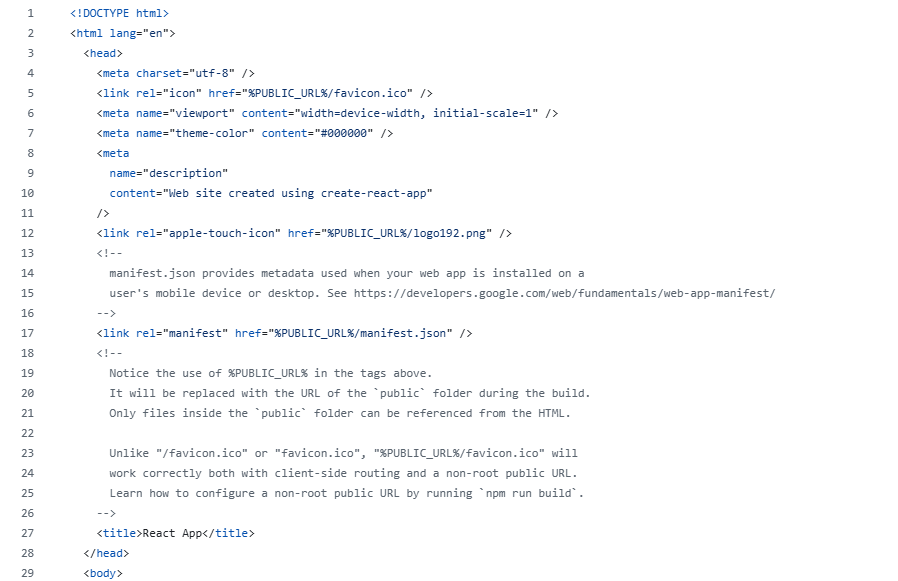 1 <!DOCTYPE html>
2 <html lang="en">
3   <head>
4     <meta charset="utf-8" />
5     <link rel="icon" href="%PUBLIC_URL%/favicon.ico" />
6     <meta name="viewport" content="width=device-width, initial-scale=1" />
7     <meta name="theme-color" content="#000000" />
8     <meta
9       name="description"
10       content="Web site created using create-react-app"
11     />
12     <link rel="apple-touch-icon" href="%PUBLIC_URL%/logo192.png" />
13     <!--
14       manifest.json provides metadata used when your web app is installed on a
15       user's mobile device or desktop. See https://developers.google.com/web/fundamentals/web-app-manifest/
16     -->
17     <link rel="manifest" href="%PUBLIC_URL%/manifest.json" />
18     <!--
19       Notice the use of %PUBLIC_URL% in the tags above.
20       It will be replaced with the URL of the `public` folder during the build.
21       Only files inside the `public` folder can be referenced from the HTML.
22
23       Unlike "/favicon.ico" or "favicon.ico", "%PUBLIC_URL%/favicon.ico" will
24       work correctly both with client-side routing and a non-root public URL.
25       Learn how to configure a non-root public URL by running `npm run build`.
26     -->
27     <title>React App</title>
28   </head>
29   <body>